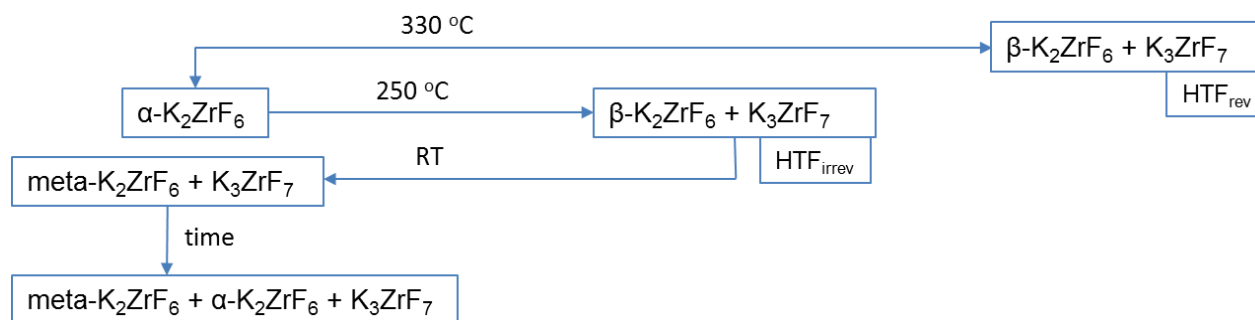 330 °C
β-K₂ZrF₆ + K₃ZrF₇
HTFrev
α-K₂ZrF₆
250 °C
β-K₂ZrF₆ + K₃ZrF₇
HTFirrev
RT
meta-K₂ZrF₆ + K₃ZrF₇
time
meta-K₂ZrF₆ + α-K₂ZrF₆ + K₃ZrF₇